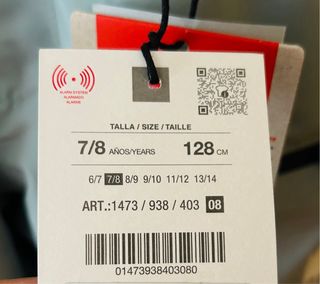 ALARM SYSTEM
ALARMADO
ALARME
TALLA / SIZE / TAILLE
7/8 AÑOS/YEARS 128 CM
6/7 7/8 8/9 9/10 11/12 13/14
ART.:1473 / 938 / 403 08
01473938403080